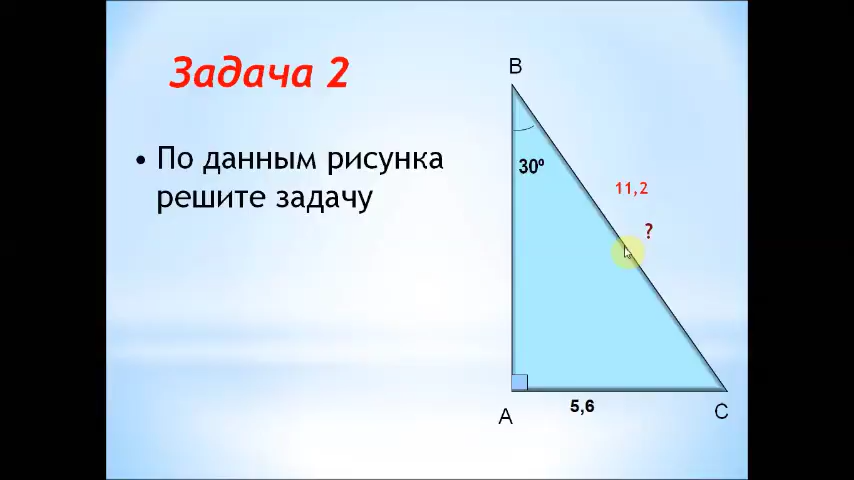 Задача 2
• По данным рисунка
решите задачу
B
30º
11,2
?
A
5,6
C